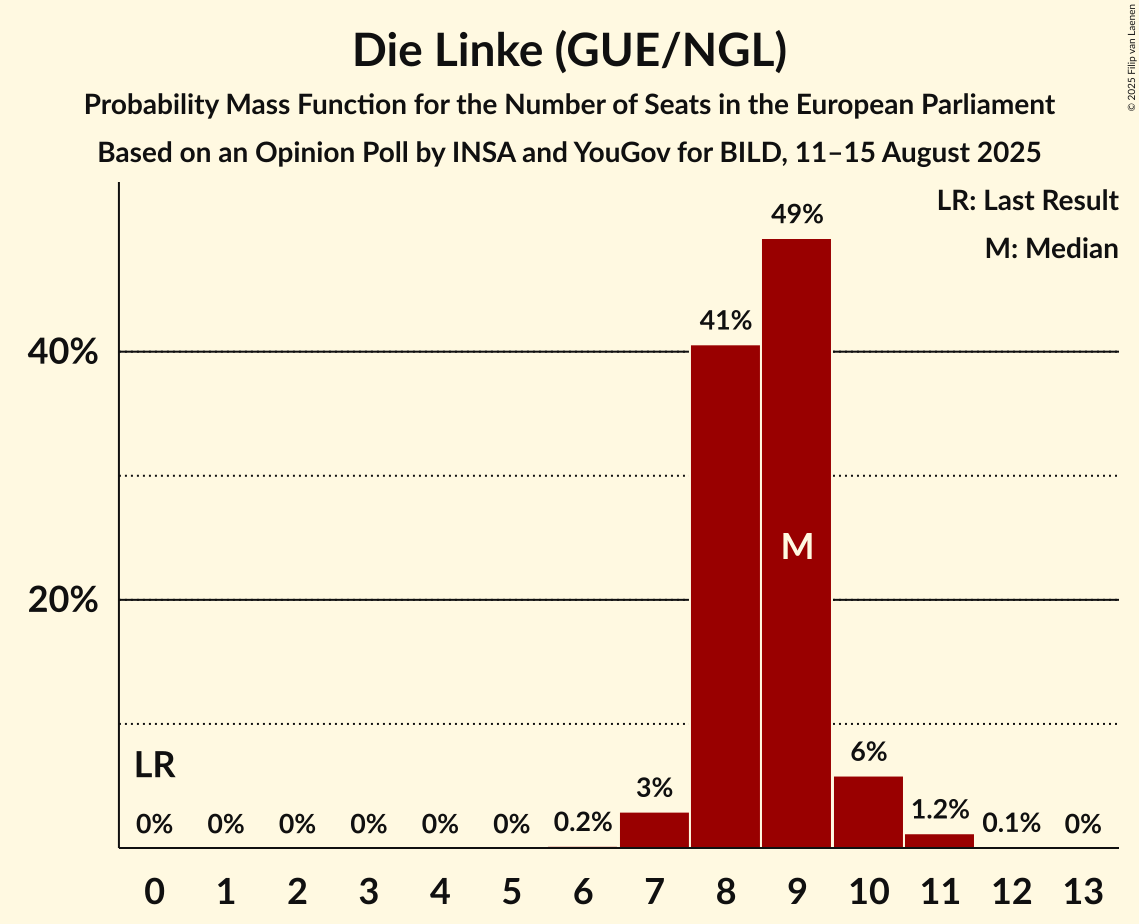 Die Linke (GUE/NGL)
Probability Mass Function for the Number of Seats in the European Parliament
Based on an Opinion Poll by INSA and YouGov for BILD, 11–15 August 2025
© 2025 Filip van Laenen
LR: Last Result
M: Median
49%
41%
40%
M
20%
LR
6%
3%
0% 0% 0% 0% 0% 0% 0.2% 1.2% 0.1% 0%
0 1 2 3 4 5 6 7 8 9 10 11 12 13